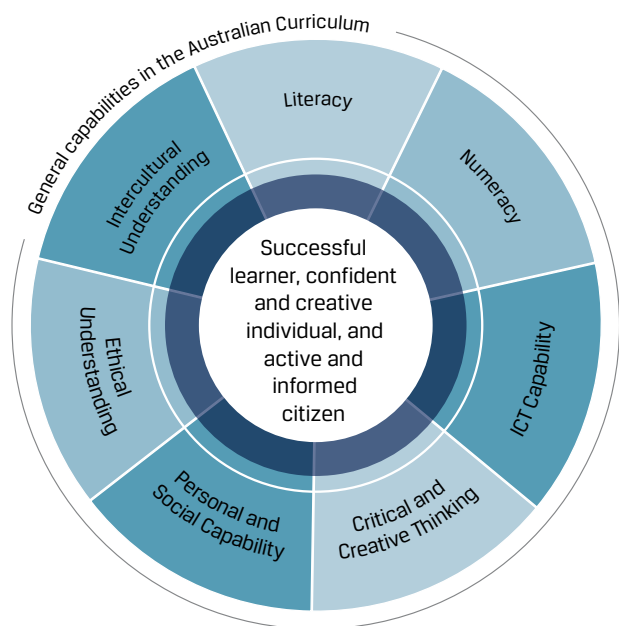 General capabilities in the Australian Curriculum
Literacy
Numeracy
ICT Capability
Critical and
Creative Thinking
Personal and
Social Capability
Ethical
Understanding
Intercultural
Understanding
Successful
learner, confident
and creative
individual, and
active and
informed
citizen